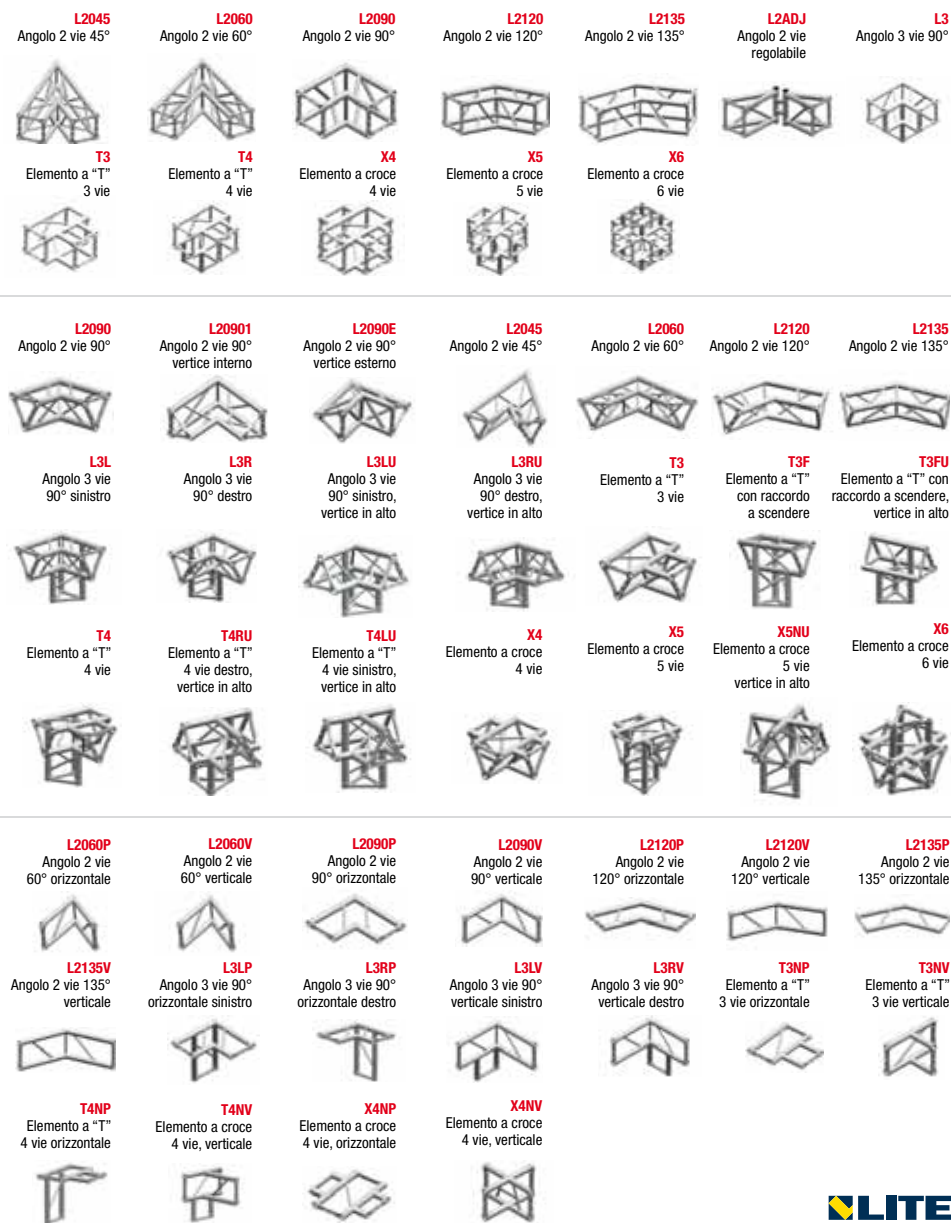 L2045
Angolo 2 vie 45°
L2060
Angolo 2 vie 60°
L2090
Angolo 2 vie 90°
L2120
Angolo 2 vie 120°
L2135
Angolo 2 vie 135°
L2ADJ
Angolo 2 vie
regolabile
L3
Angolo 3 vie 90°
T3
Elemento a “T”
3 vie
T4
Elemento a “T”
4 vie
X4
Elemento a croce
4 vie
X5
Elemento a croce
5 vie
X6
Elemento a croce
6 vie
L2090
Angolo 2 vie 90°
L20901
Angolo 2 vie 90°
vertice interno
L2090E
Angolo 2 vie 90°
vertice esterno
L2045
Angolo 2 vie 45°
L2060
Angolo 2 vie 60°
L2120
Angolo 2 vie 120°
L2135
Angolo 2 vie 135°
L3L
Angolo 3 vie
90° sinistro
L3R
Angolo 3 vie
90° destro
L3LU
Angolo 3 vie
90° sinistro,
vertice in alto
L3RU
Angolo 3 vie
90° destro,
vertice in alto
T3
Elemento a “T”
3 vie
T3F
Elemento a “T”
con raccordo
a scendere
T3FU
Elemento a “T” con
raccordo a scendere,
vertice in alto
T4
Elemento a “T”
4 vie
T4RU
Elemento a “T”
4 vie destro,
vertice in alto
T4LU
Elemento a “T”
4 vie sinistro,
vertice in alto
X4
Elemento a croce
4 vie
X5
Elemento a croce
5 vie
X5NU
Elemento a croce
5 vie
vertice in alto
X6
Elemento a croce
6 vie
L2060P
Angolo 2 vie
60° orizzontale
L2060V
Angolo 2 vie
60° verticale
L2090P
Angolo 2 vie
90° orizzontale
L2090V
Angolo 2 vie
90° verticale
L2120P
Angolo 2 vie
120° orizzontale
L2120V
Angolo 2 vie
120° verticale
L2135P
Angolo 2 vie
135° orizzontale
L2135V
Angolo 2 vie 135°
verticale
L3LP
Angolo 3 vie 90°
orizzontale sinistro
L3RP
Angolo 3 vie 90°
orizzontale destro
L3LV
Angolo 3 vie 90°
verticale sinistro
L3RV
Angolo 3 vie 90°
verticale destro
T3NP
Elemento a “T”
3 vie orizzontale
T3NV
Elemento a “T”
3 vie verticale
T4NP
Elemento a “T”
4 vie orizzontale
T4NV
Elemento a croce
4 vie, verticale
X4NP
Elemento a croce
4 vie, orizzontale
X4NV
Elemento a croce
4 vie, verticale
LITE